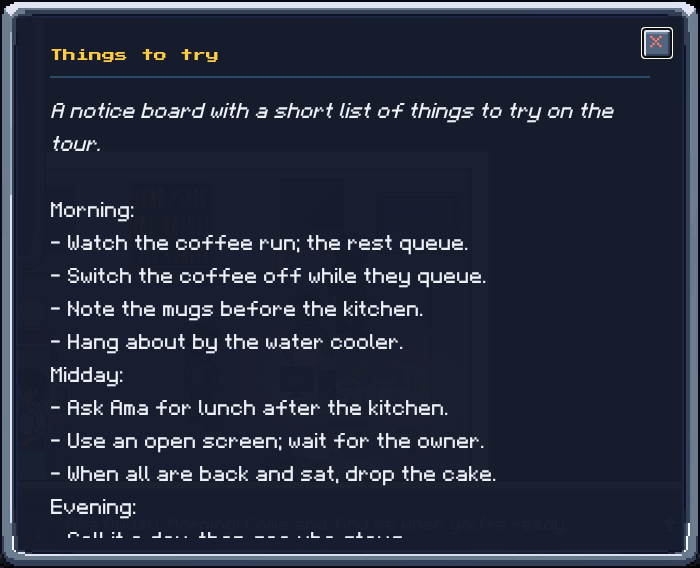 Things to try
A notice board with a short list of things to try on the
tour.
Morning:
- Watch the coffee run; the rest queue.
- Switch the coffee off while they queue.
- Note the mugs before the kitchen.
- Hang about by the water cooler.
Midday:
- Ask Ama for lunch after the kitchen.
- Use an open screen; wait for the owner.
- When all are back and sat, drop the cake.
Evening: